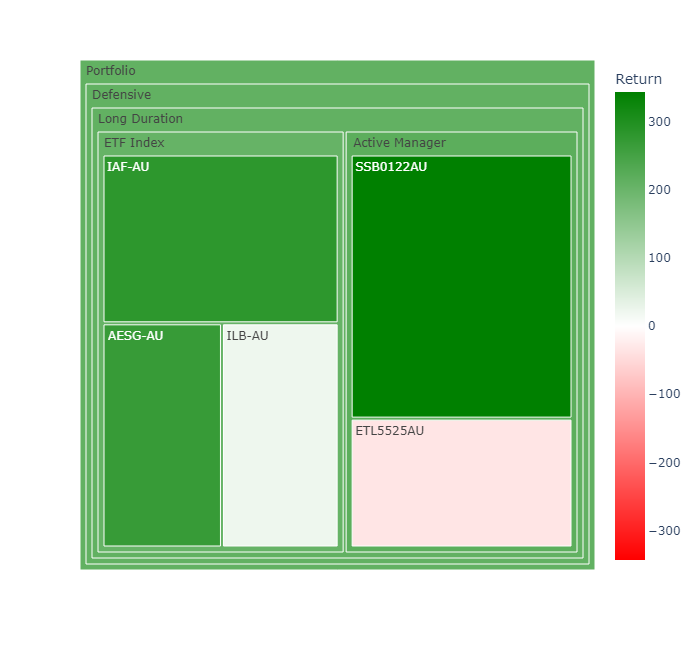 Portfolio
Defensive
Long Duration
ETF Index
IAF-AU
AESG-AU
ILB-AU
Active Manager
SSB0122AU
ETL5525AU
Return
300
200
100
0
−100
−200
−300